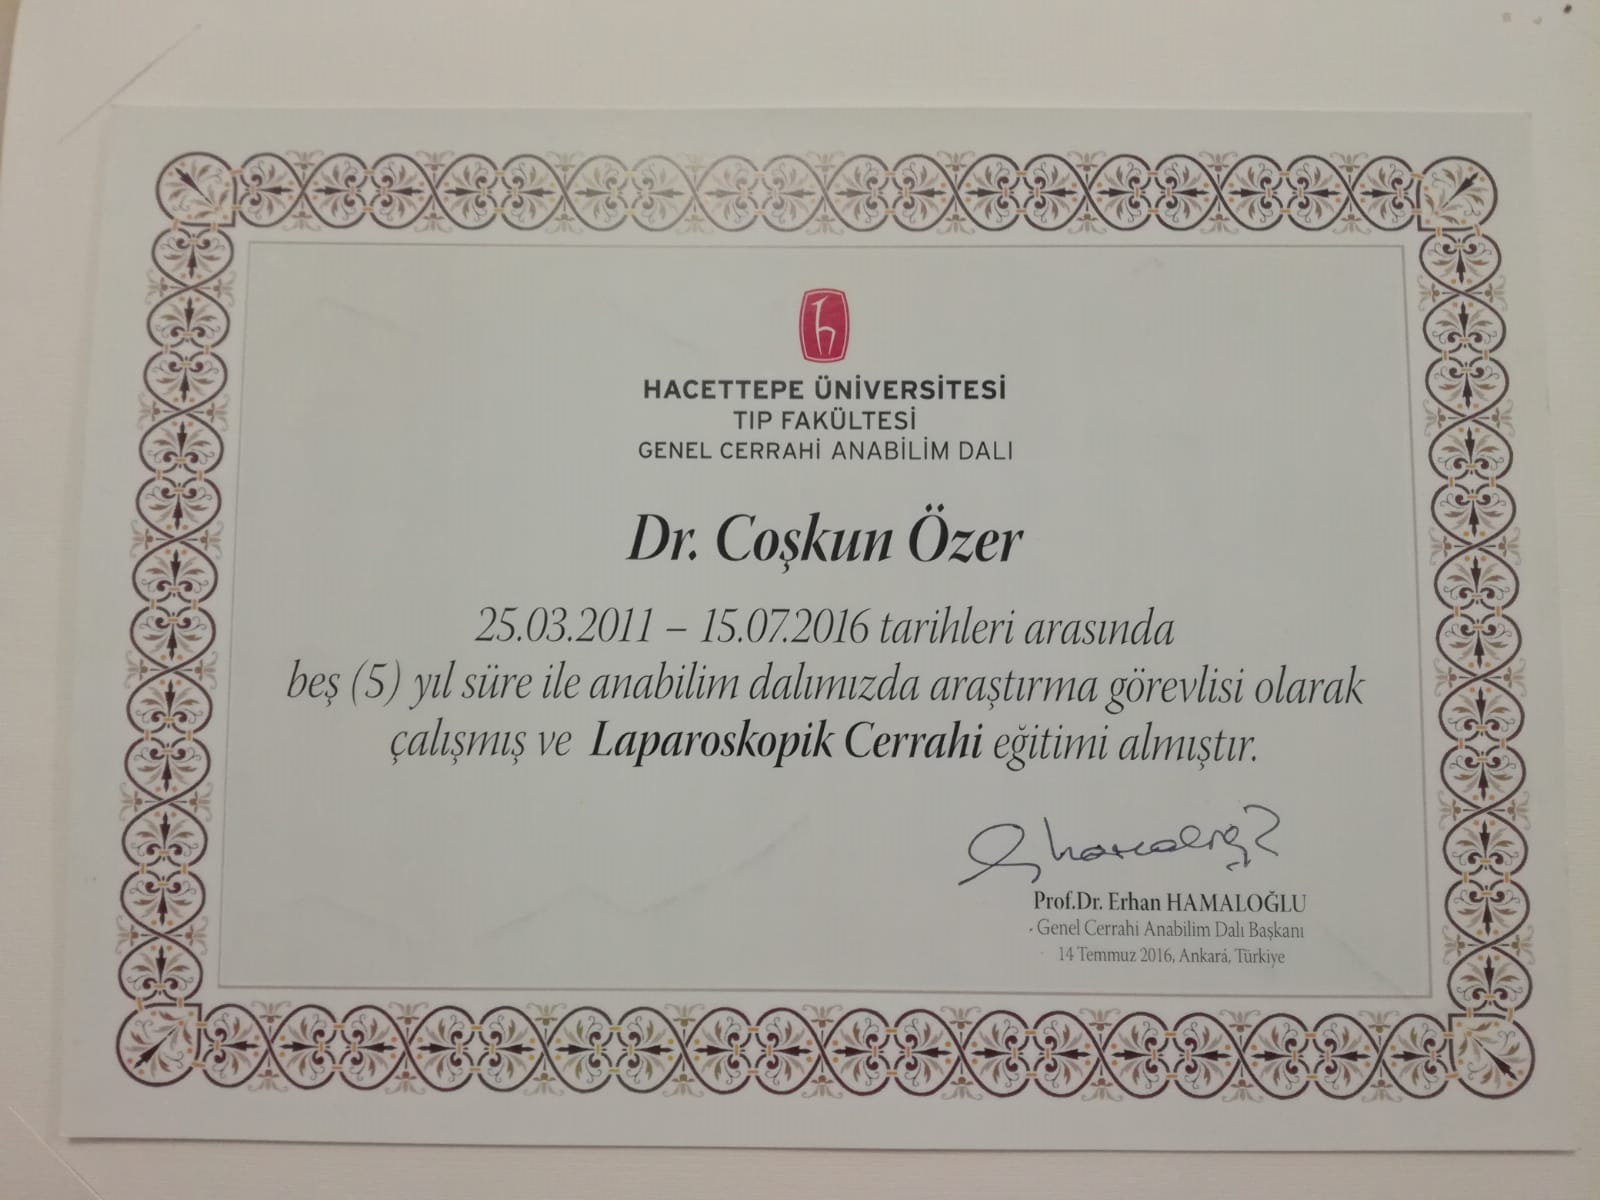 HACETTEPE ÜNİVERSİTESİ
TIP FAKÜLTESİ
GENEL CERRAHİ ANABİLİM DALI
Dr. Coşkun Özer
25.03.2011 – 15.07.2016 tarihleri arasında
beş (5) yıl süre ile anabilim dalımızda araştırma görevlisi olarak
çalışmış ve Laparoskopik Cerrahi eğitimi almıştır.
Prof.Dr. Erhan HAMALOĞLU
Genel Cerrahi Anabilim Dalı Başkanı
14 Temmuz 2016, Ankara, Türkiye